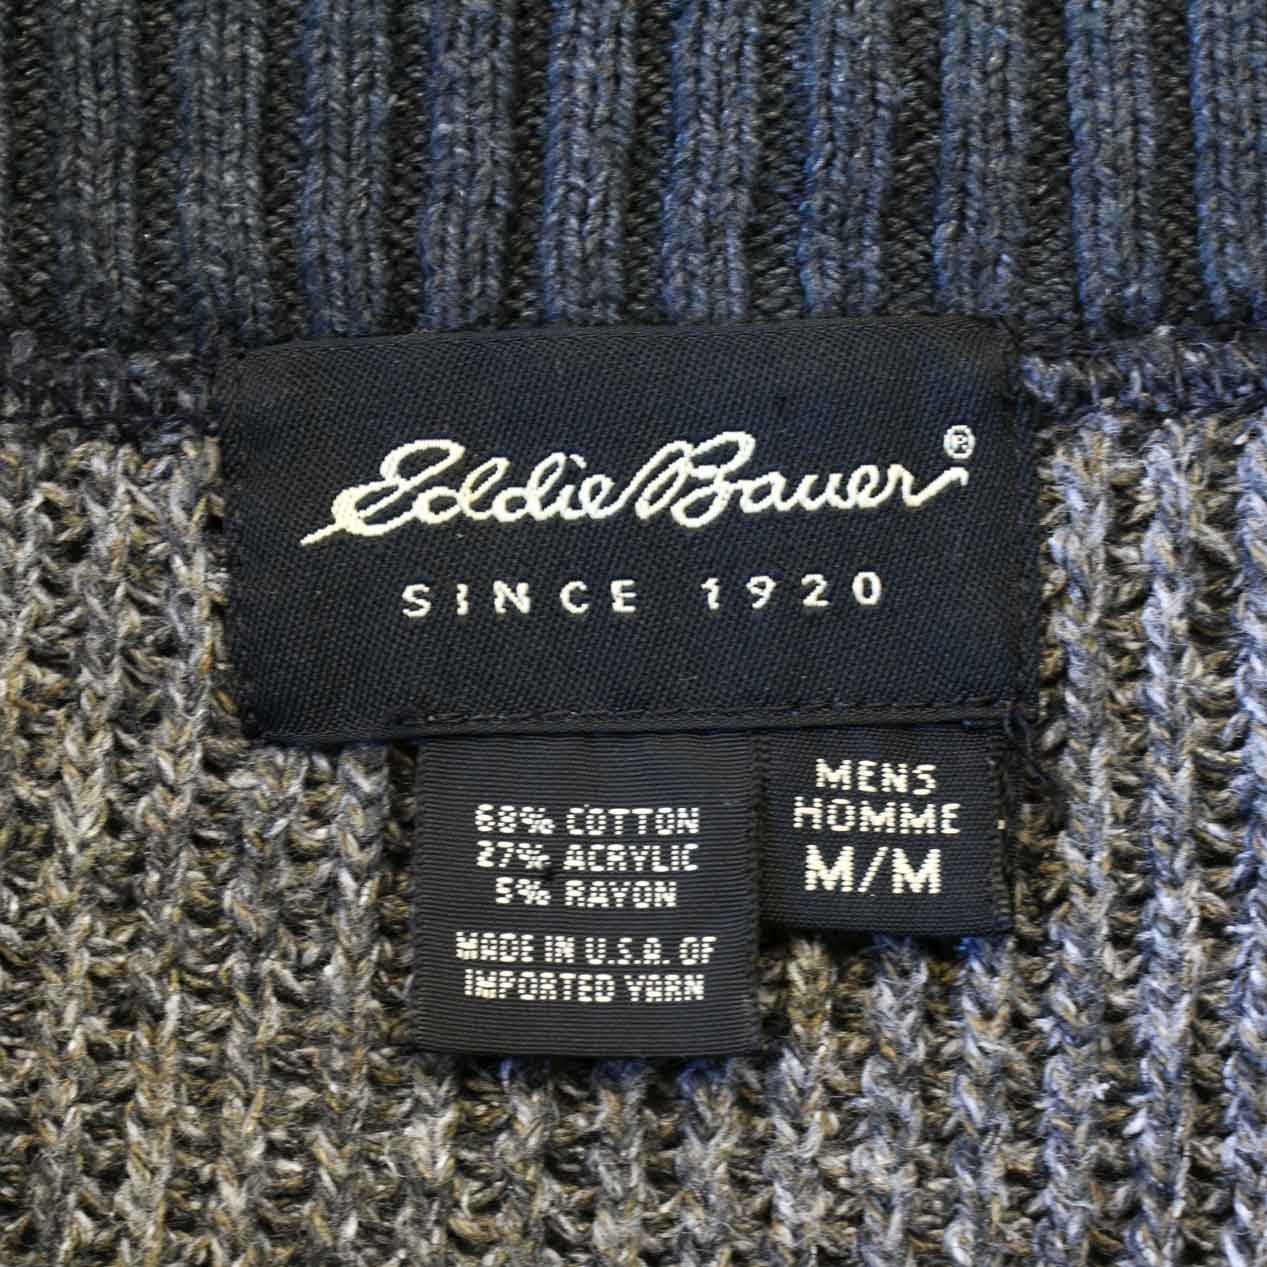 Eddie Bauer®
SINCE 1920
68% COTTON
27% ACRYLIC
5% RAYON
MADE IN U.S.A. OF
IMPORTED YARN
MENS
HOMME
M/M